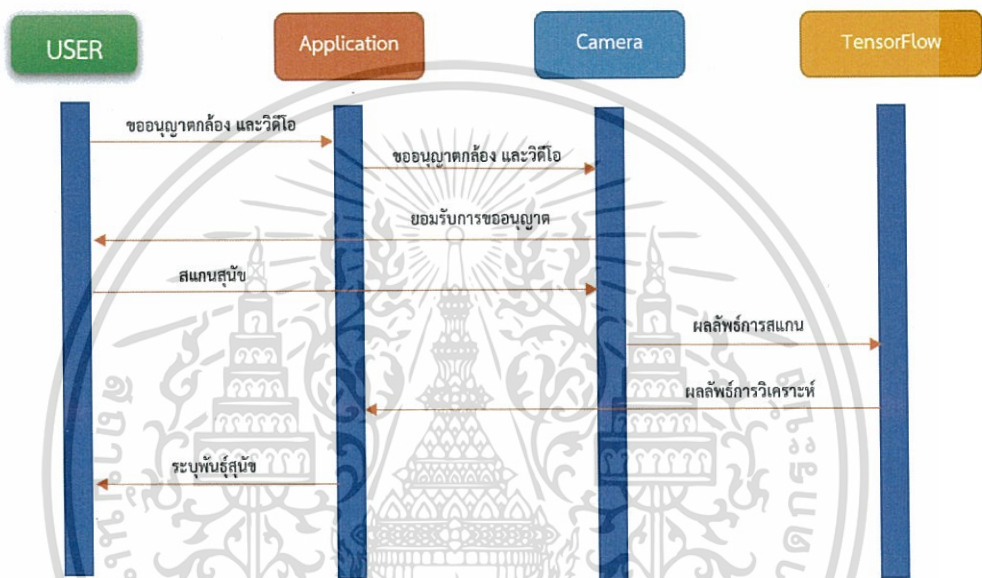 USER
Application
Camera
TensorFlow
ขออนุญาตกล้อง และวิดีโอ
ขออนุญาตกล้อง และวิดีโอ
ยอมรับการขออนุญาต
สแกนสุนัข
ผลลัพธ์การสแกน
ผลลัพธ์การวิเคราะห์
ระบุพันธุ์สุนัข